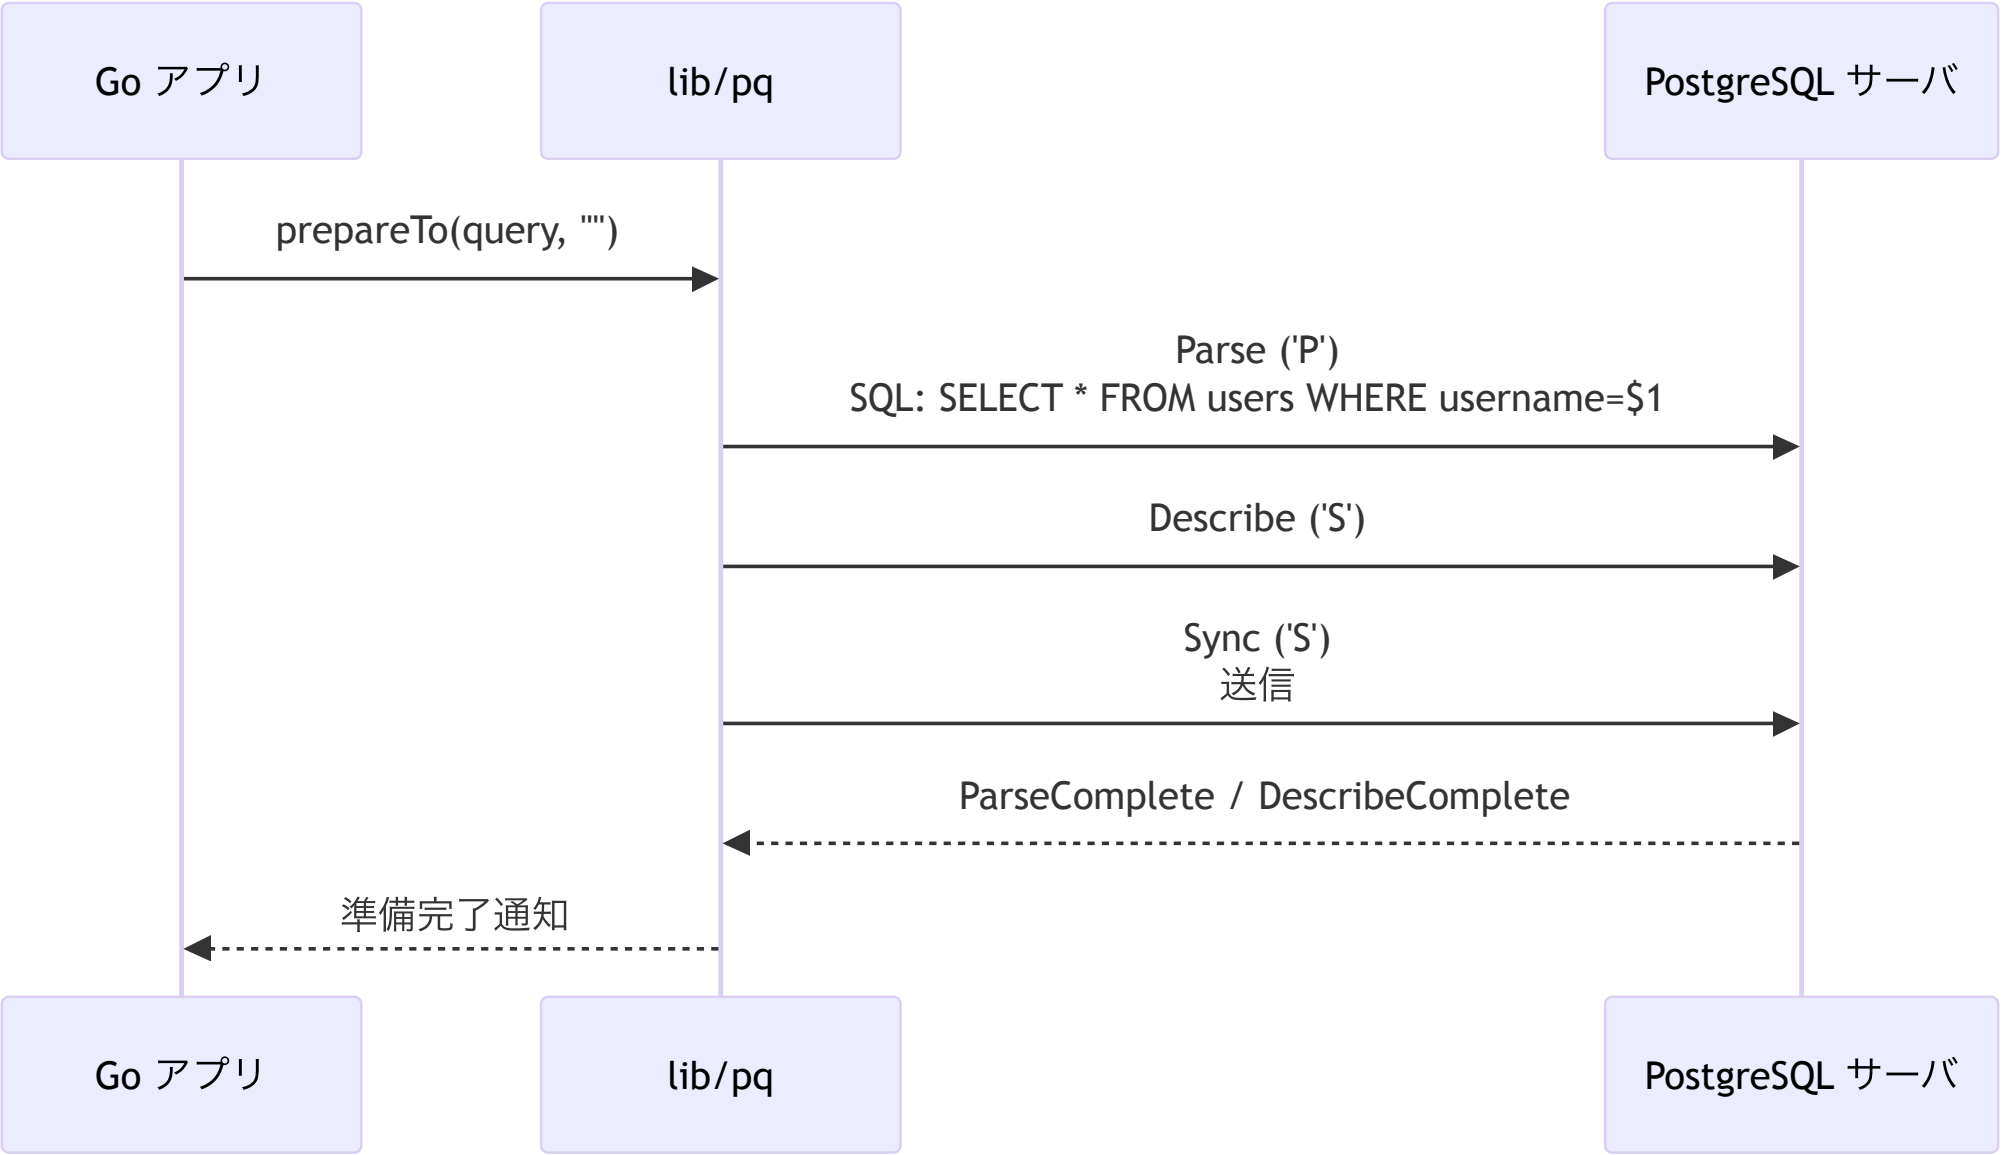 Go アプリ
lib/pq
PostgreSQL サーバ
prepareTo(query, "")
Parse ('P')
SQL: SELECT * FROM users WHERE username=$1
Describe ('S')
Sync ('S')
送信
ParseComplete / DescribeComplete
準備完了通知
Go アプリ
lib/pq
PostgreSQL サーバ